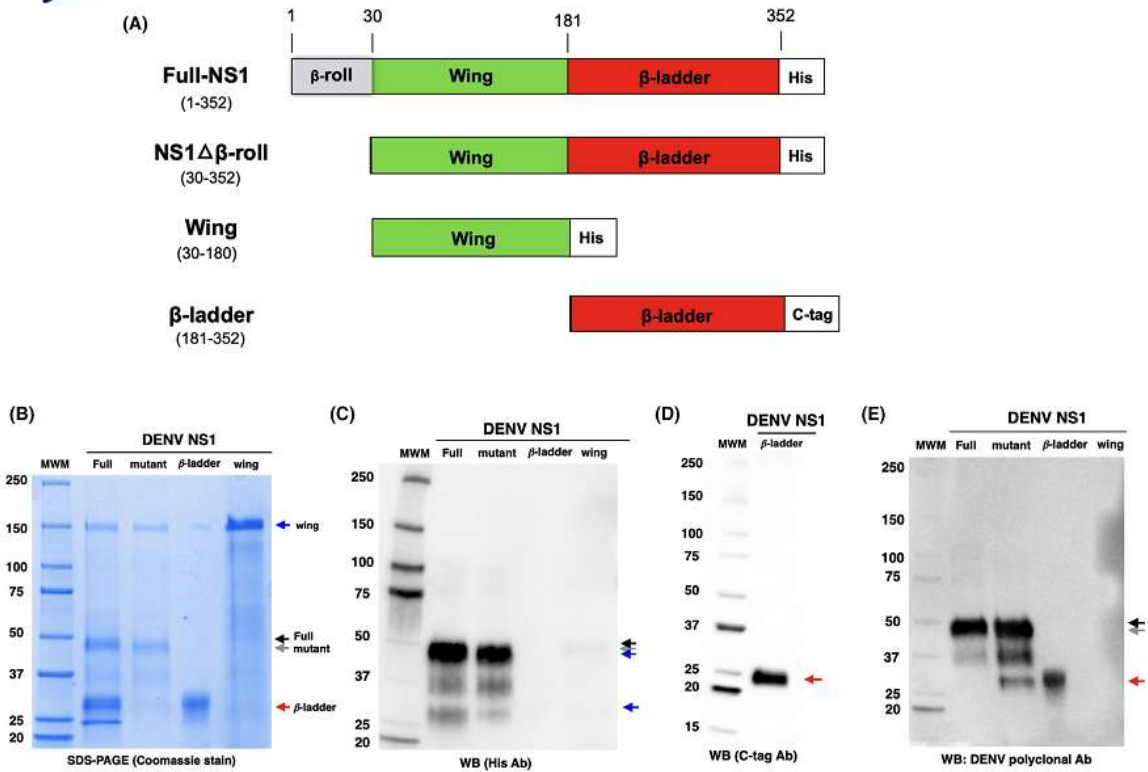 (A)
1 30 181 352
Full-NS1 β-roll Wing β-ladder His
(1-352)
NS1△β-roll Wing β-ladder His
(30-352)
Wing Wing His
(30-180)
β-ladder β-ladder C-tag
(181-352)
(B)
DENV NS1
MWM Full mutant β-ladder wing
250
150 wing
100
75
50 Full
mutant
37
β-ladder
25
20
SDS-PAGE (Coomassie stain)
(C)
DENV NS1
MWM Full mutant β-ladder wing
250
150
100
75
50
37
25
20
WB (His Ab)
(D)
DENV NS1
MWM β-ladder
250
150
100
75
50
37
25
20
15
WB (C-tag Ab)
(E)
DENV NS1
MWM Full mutant β-ladder wing
250
150
100
75
50
37
25
20
WB: DENV polyclonal Ab